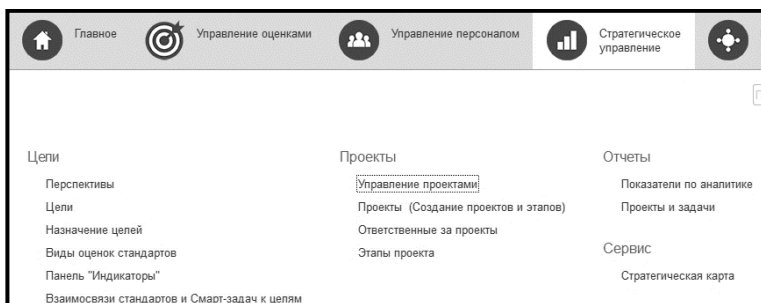 Главное
Управление оценками
Управление персоналом
Стратегическое
управление
Цели
Перспективы
Цели
Назначение целей
Виды оценок стандартов
Панель "Индикаторы"
Взаимосвязи стандартов и Смарт-задач к целям
Проекты
Управление проектами
Проекты (Создание проектов и этапов)
Ответственные за проекты
Этапы проекта
Отчеты
Показатели по аналитике
Проекты и задачи
Сервис
Стратегическая карта